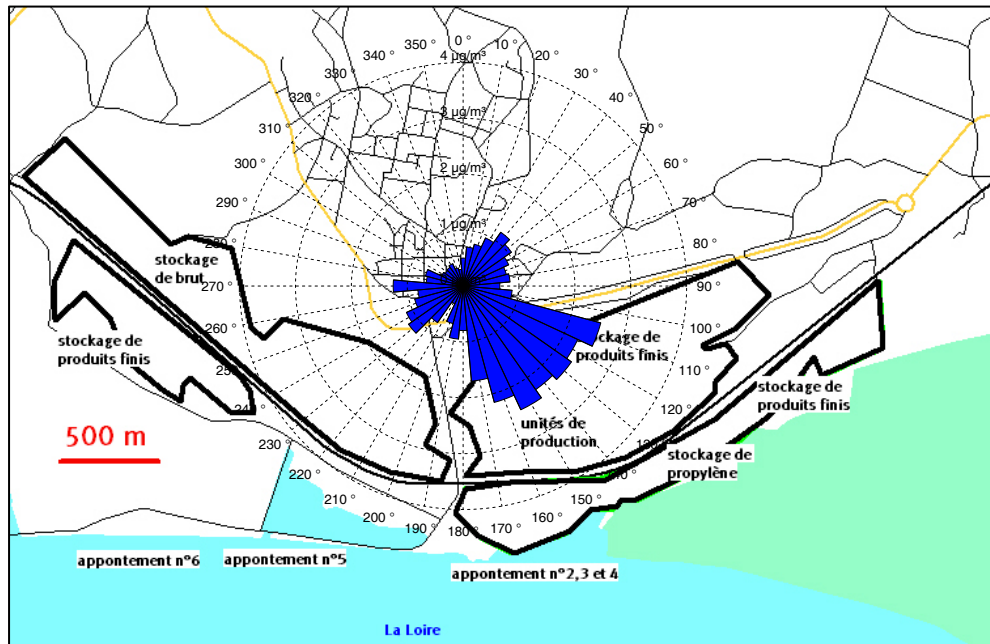 0 °
10 °
20 °
30 °
40 °
50 °
60 °
70 °
80 °
90 °
100 °
110 °
120 °
150 °
160 °
170 °
180 °
190 °
200 °
210 °
220 °
230 °
250
260 °
270 °
280 °
290 °
300 °
310 °
320 °
330 °
340 °
350 °
4 µg/m³
3 µg/m³
2 µg/m³
1 µg/m³
stockage
de brut
stockage de
produits finis
500 m
ockage de
produits finis
unités de
production
stockage de
produits finis
stockage de
propylène
appontement n°6
appontement n°5
appontement n°2,3 et 4
La Loire